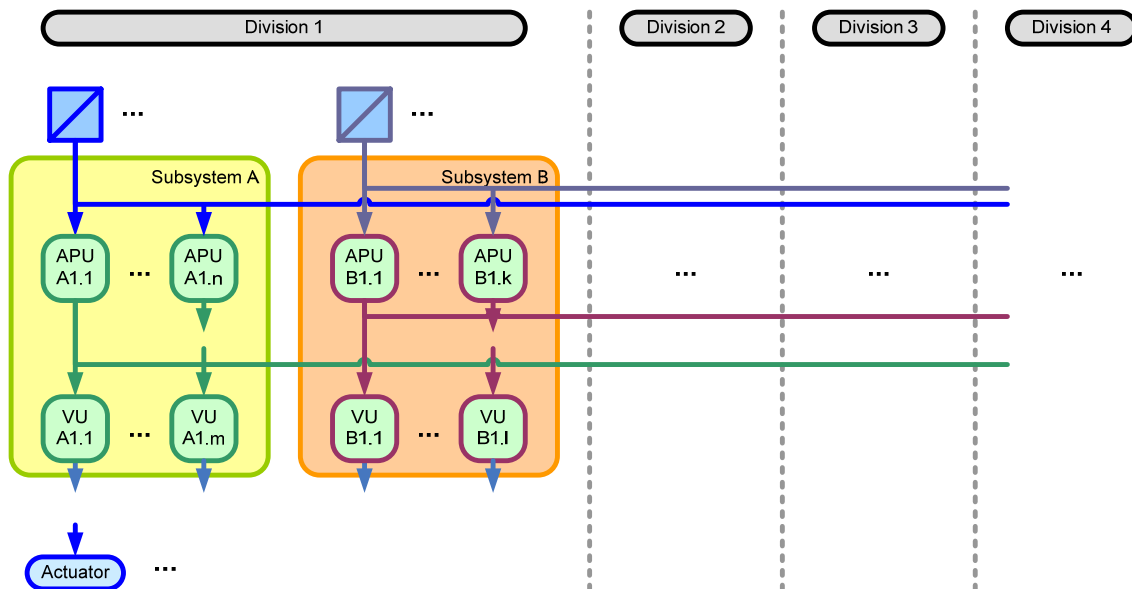 Division 1
Division 2
Division 3
Division 4
...
...
Subsystem A
Subsystem B
APU
A1.1
...
APU
A1.n
APU
B1.1
...
APU
B1.k
...
...
...
VU
A1.1
...
VU
A1.m
VU
B1.1
...
VU
B1.l
Actuator
...